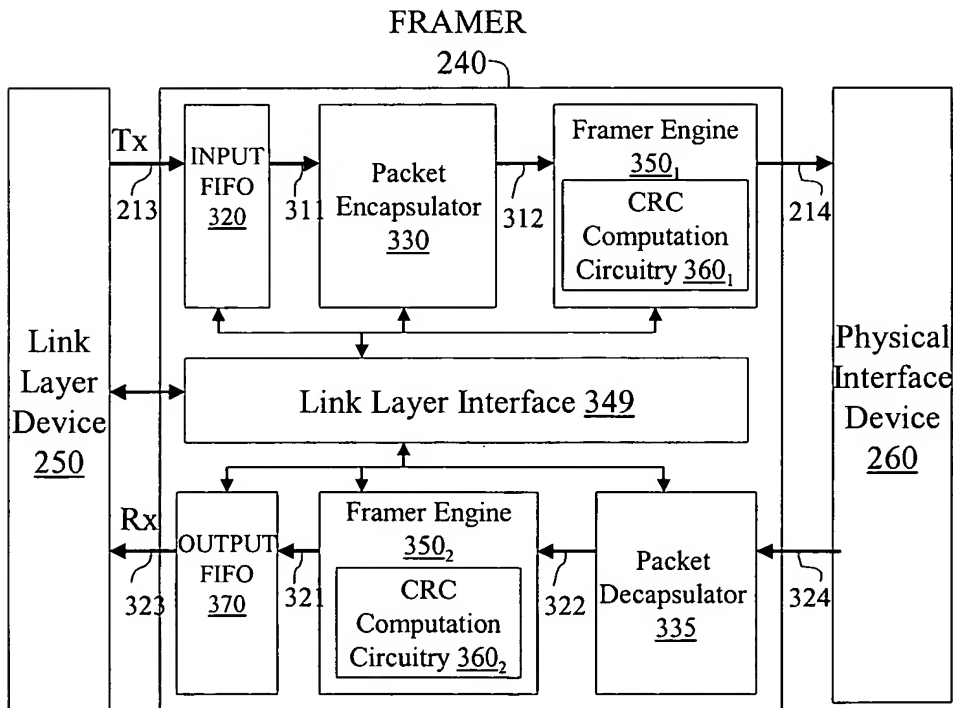 FRAMER
240
Tx
213
INPUT
FIFO
320
311
Packet
Encapsulator
330
312
Framer Engine
350₁
CRC
Computation
Circuitry 360₁
214
Link
Layer
Device
250
Link Layer Interface 349
Physical
Interface
Device
260
Rx
323
OUTPUT
FIFO
370
321
Framer Engine
350₂
CRC
Computation
Circuitry 360₂
322
Packet
Decapsulator
335
324